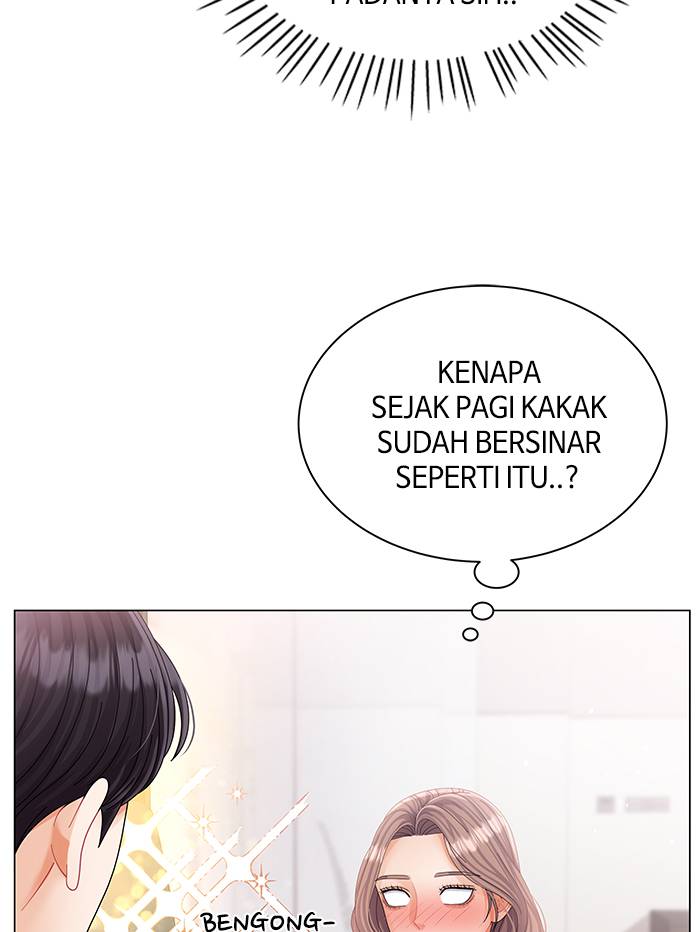 KENAPA
SEJAK PAGI KAKAK
SUDAH BERSINAR
SEPERTI ITU..?
BENGONG-